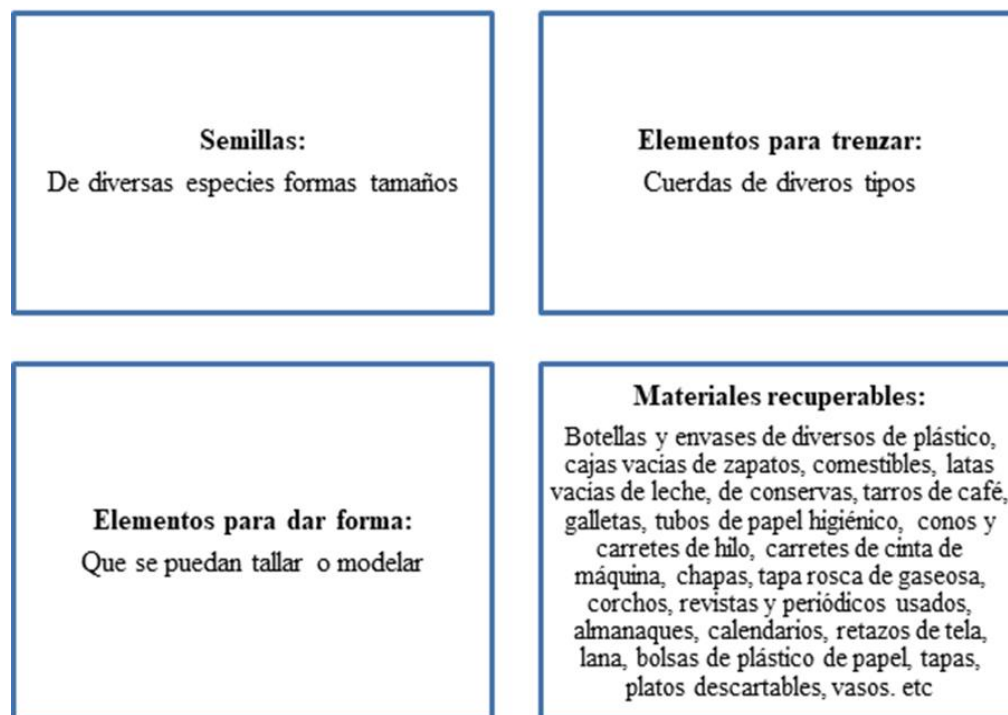 Semillas:
De diversas especies formas tamaños
Elementos para trenzar:
Cuerdas de diveros tipos
Elementos para dar forma:
Que se puedan tallar o modelar
Materiales recuperables:
Botellas y envases de diversos de plástico,
cajas vacías de zapatos, comestibles, latas
vacías de leche, de conservas, tarros de café,
galletas, tubos de papel higiénico, conos y
carretes de hilo, carretes de cinta de
máquina, chapas, tapa rosca de gaseosa,
corchos, revistas y periódicos usados,
almanaques, calendarios, retazos de tela,
lana, bolsas de plástico de papel, tapas,
platos descartables, vasos. etc